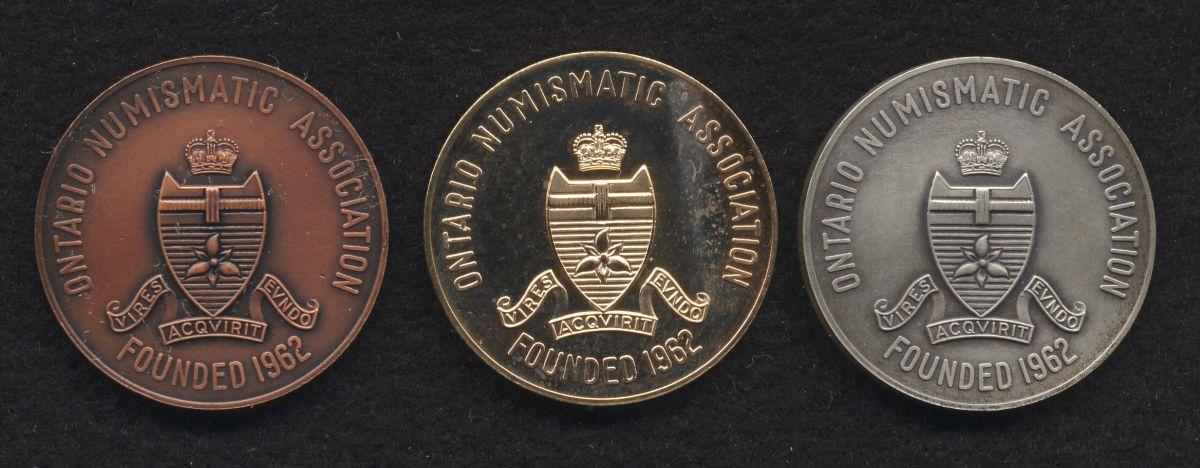 ONTARIO NUMISMATIC ASSOCIATION
VIRES ACQVIRIT EVNDO
FOUNDED 1962
ONTARIO NUMISMATIC ASSOCIATION
VIRES ACQVIRIT EVNDO
FOUNDED 1962
ONTARIO NUMISMATIC ASSOCIATION
VIRES ACQVIRIT EVNDO
FOUNDED 1962